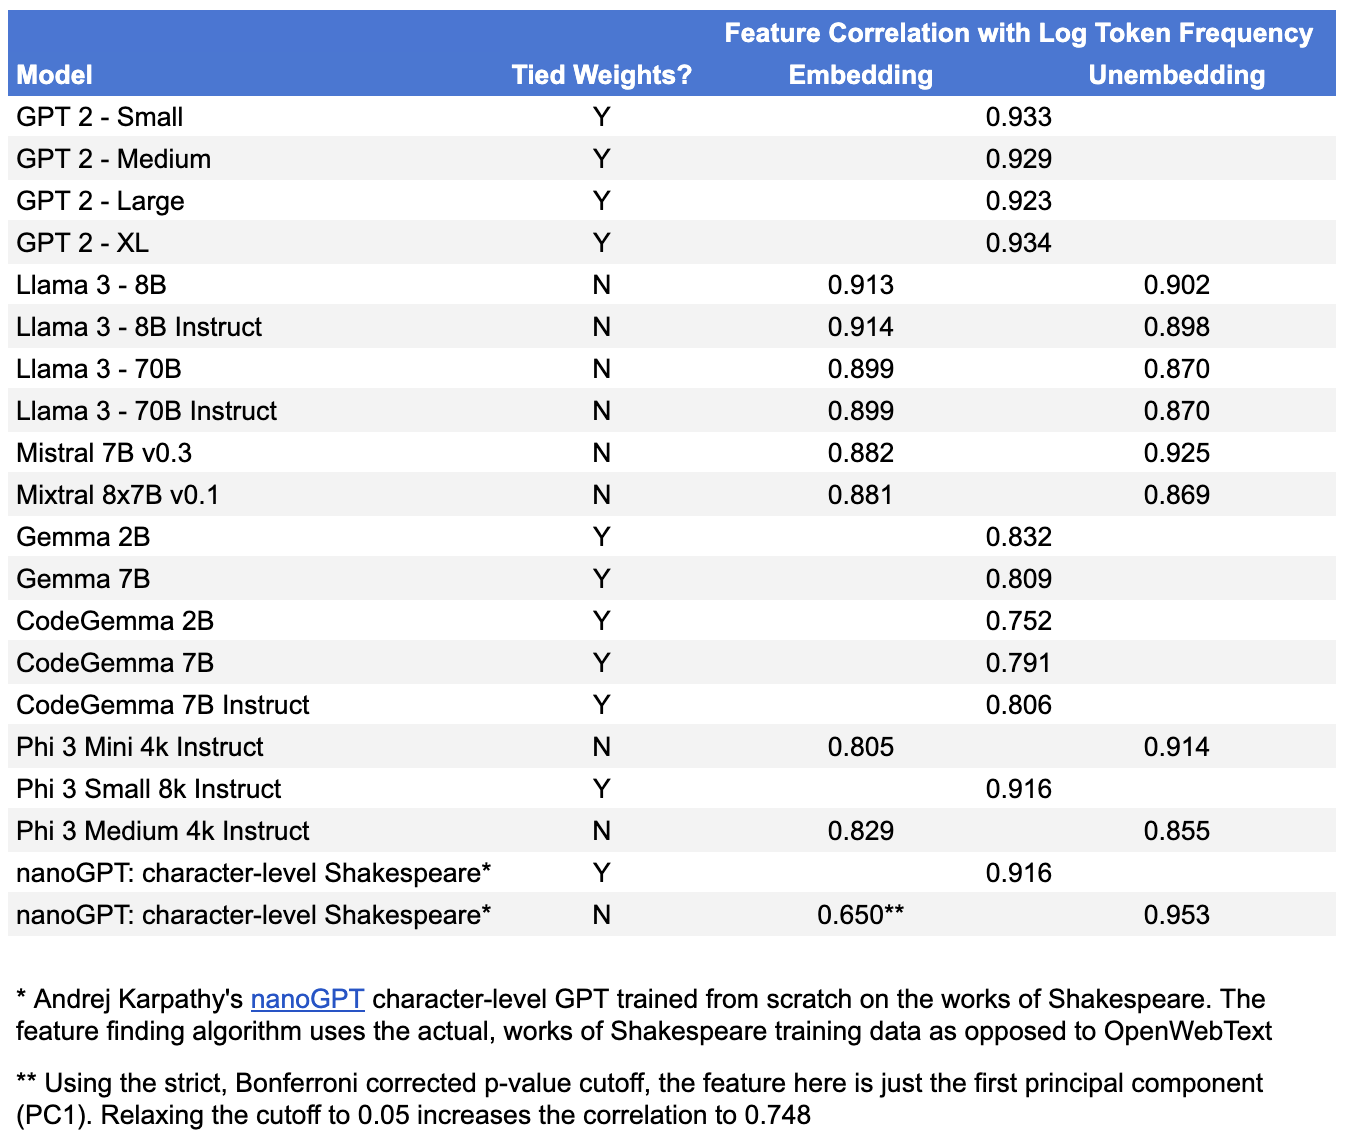 Feature Correlation with Log Token Frequency
Model Tied Weights? Embedding Unembedding
GPT 2 - Small Y 0.933
GPT 2 - Medium Y 0.929
GPT 2 - Large Y 0.923
GPT 2 - XL Y 0.934
Llama 3 - 8B N 0.913 0.902
Llama 3 - 8B Instruct N 0.914 0.898
Llama 3 - 70B N 0.899 0.870
Llama 3 - 70B Instruct N 0.899 0.870
Mistral 7B v0.3 N 0.882 0.925
Mixtral 8x7B v0.1 N 0.881 0.869
Gemma 2B Y 0.832
Gemma 7B Y 0.809
CodeGemma 2B Y 0.752
CodeGemma 7B Y 0.791
CodeGemma 7B Instruct Y 0.806
Phi 3 Mini 4k Instruct N 0.805 0.914
Phi 3 Small 8k Instruct Y 0.916
Phi 3 Medium 4k Instruct N 0.829 0.855
nanoGPT: character-level Shakespeare* Y 0.916
nanoGPT: character-level Shakespeare* N 0.650** 0.953
* Andrej Karpathy's nanoGPT character-level GPT trained from scratch on the works of Shakespeare. The
feature finding algorithm uses the actual, works of Shakespeare training data as opposed to OpenWebText
** Using the strict, Bonferroni corrected p-value cutoff, the feature here is just the first principal component
(PC1). Relaxing the cutoff to 0.05 increases the correlation to 0.748